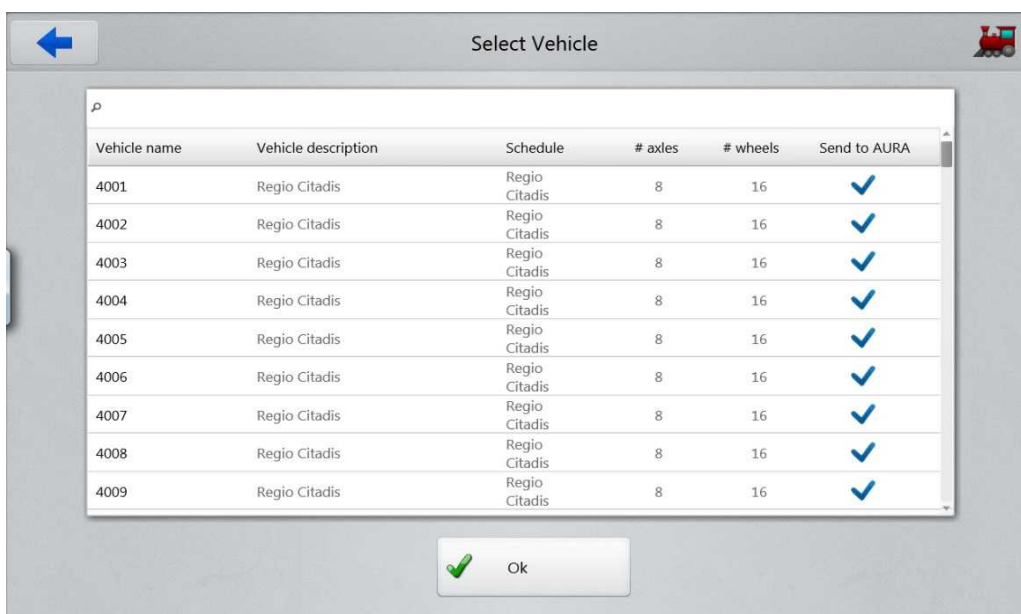 Select Vehicle
Vehicle name Vehicle description Schedule # axles # wheels Send to AURA
4001 Regio Citadis Regio Citadis 8 16
4002 Regio Citadis Regio Citadis 8 16
4003 Regio Citadis Regio Citadis 8 16
4004 Regio Citadis Regio Citadis 8 16
4005 Regio Citadis Regio Citadis 8 16
4006 Regio Citadis Regio Citadis 8 16
4007 Regio Citadis Regio Citadis 8 16
4008 Regio Citadis Regio Citadis 8 16
4009 Regio Citadis Regio Citadis 8 16
Ok